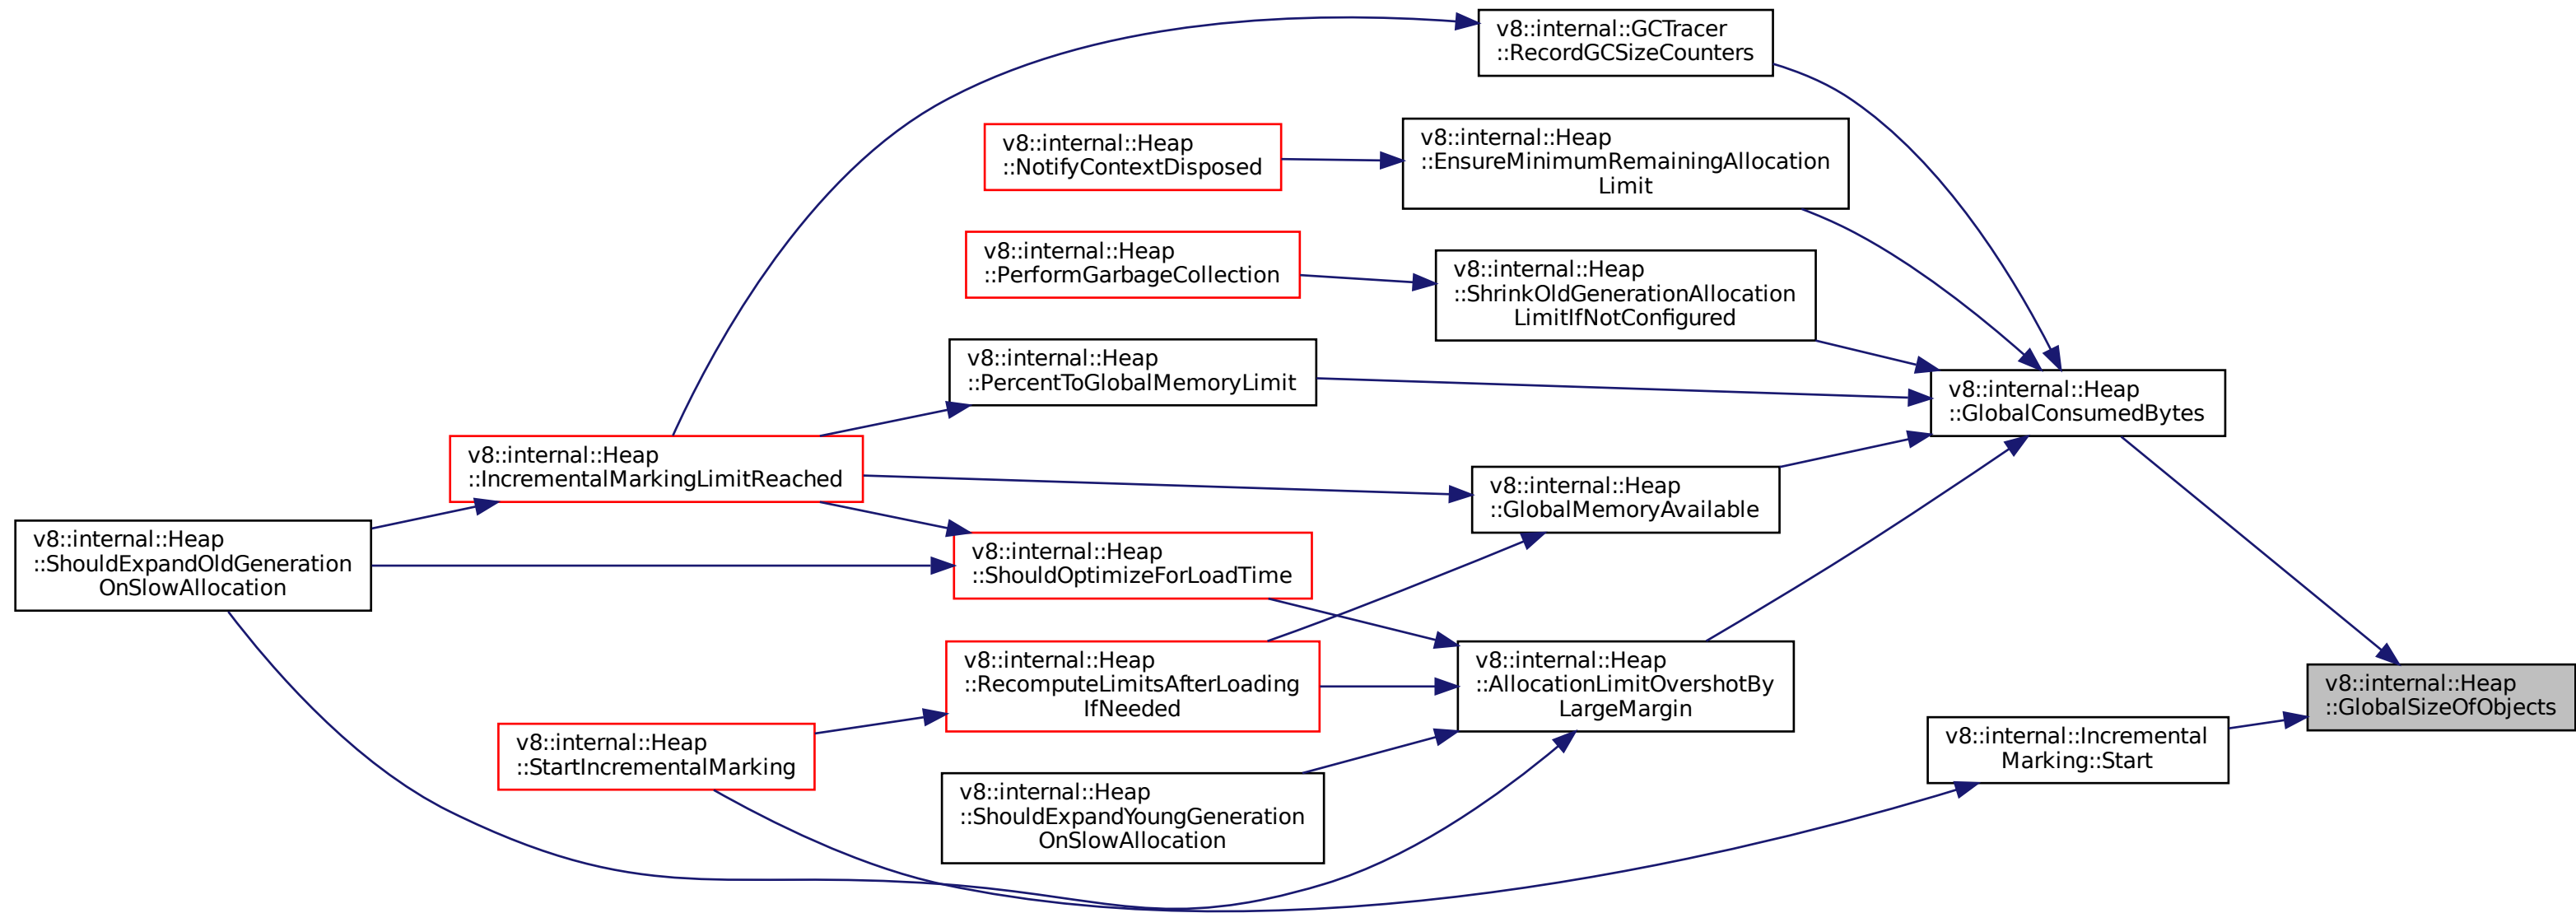 v8::internal::GCTracer
::RecordGCSizeCounters
v8::internal::Heap
::NotifyContextDisposed
v8::internal::Heap
::EnsureMinimumRemainingAllocation
Limit
v8::internal::Heap
::PerformGarbageCollection
v8::internal::Heap
::ShrinkOldGenerationAllocation
LimitIfNotConfigured
v8::internal::Heap
::PercentToGlobalMemoryLimit
v8::internal::Heap
::GlobalConsumedBytes
v8::internal::Heap
::IncrementalMarkingLimitReached
v8::internal::Heap
::GlobalMemoryAvailable
v8::internal::Heap
::ShouldExpandOldGeneration
OnSlowAllocation
v8::internal::Heap
::ShouldOptimizeForLoadTime
v8::internal::Heap
::RecomputeLimitsAfterLoading
IfNeeded
v8::internal::Heap
::AllocationLimitOvershotBy
LargeMargin
v8::internal::Heap
::GlobalSizeOfObjects
v8::internal::Heap
::StartIncrementalMarking
v8::internal::Incremental
Marking::Start
v8::internal::Heap
::ShouldExpandYoungGeneration
OnSlowAllocation